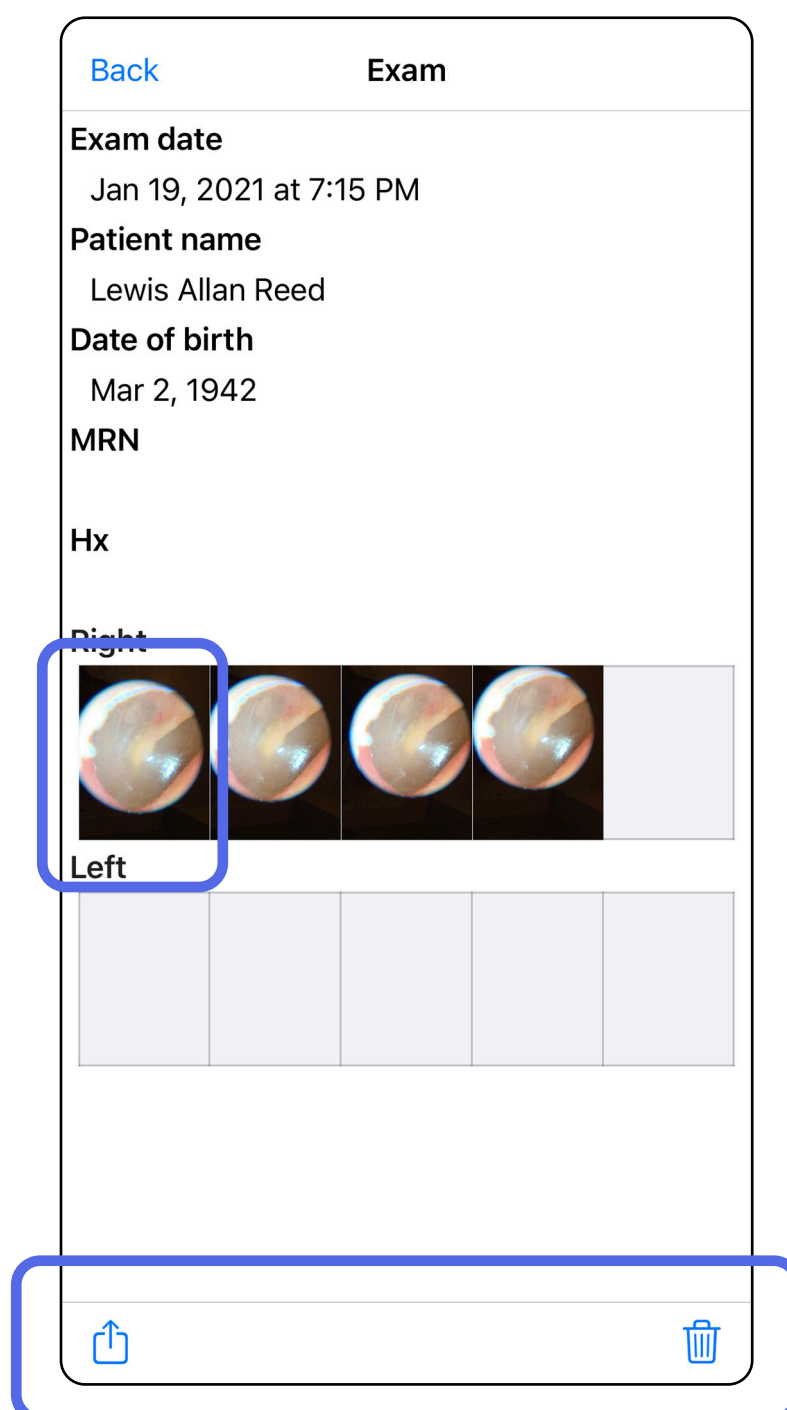 Back
Exam
Exam date
Jan 19, 2021 at 7:15 PM
Patient name
Lewis Allan Reed
Date of birth
Mar 2, 1942
MRN
Hx
Right
Left